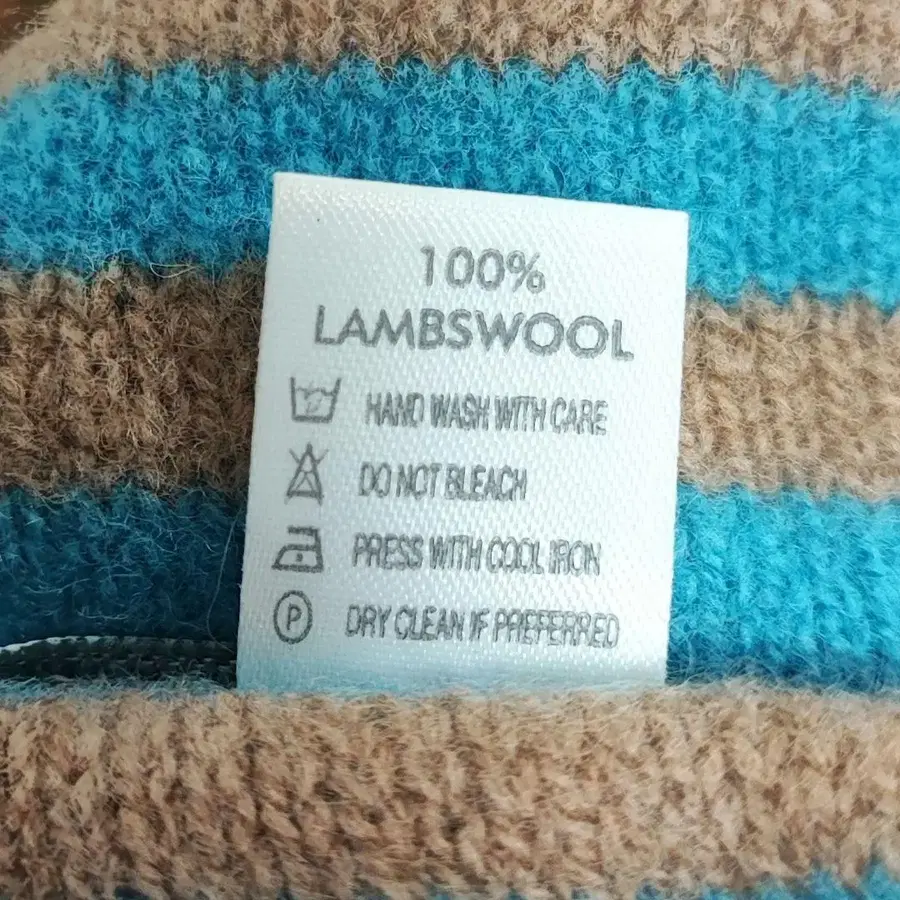 100%
LAMBSWOOL
HAND WASH WITH CARE
DO NOT BLEACH
PRESS WITH COOL IRON
P DRY CLEAN IF PREFERRED